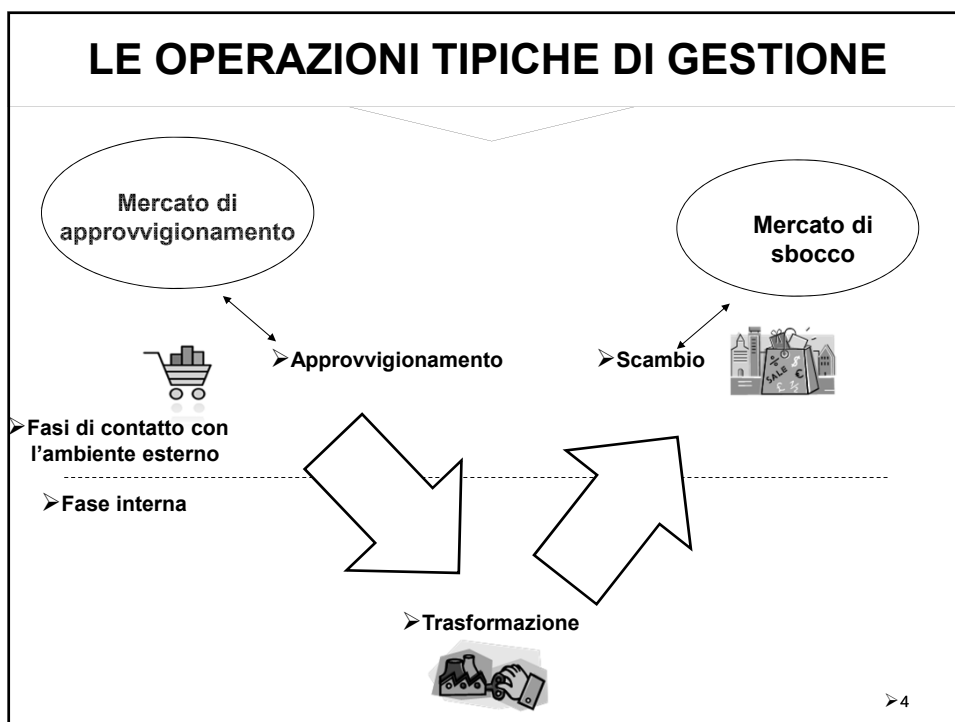 LE OPERAZIONI TIPICHE DI GESTIONE
Mercato di
approvvigionamento
Mercato di
sbocco
➢Approvvigionamento
➢Scambio
SALE
➢Fasi di contatto con
l’ambiente esterno
➢Fase interna
➢Trasformazione
➢4